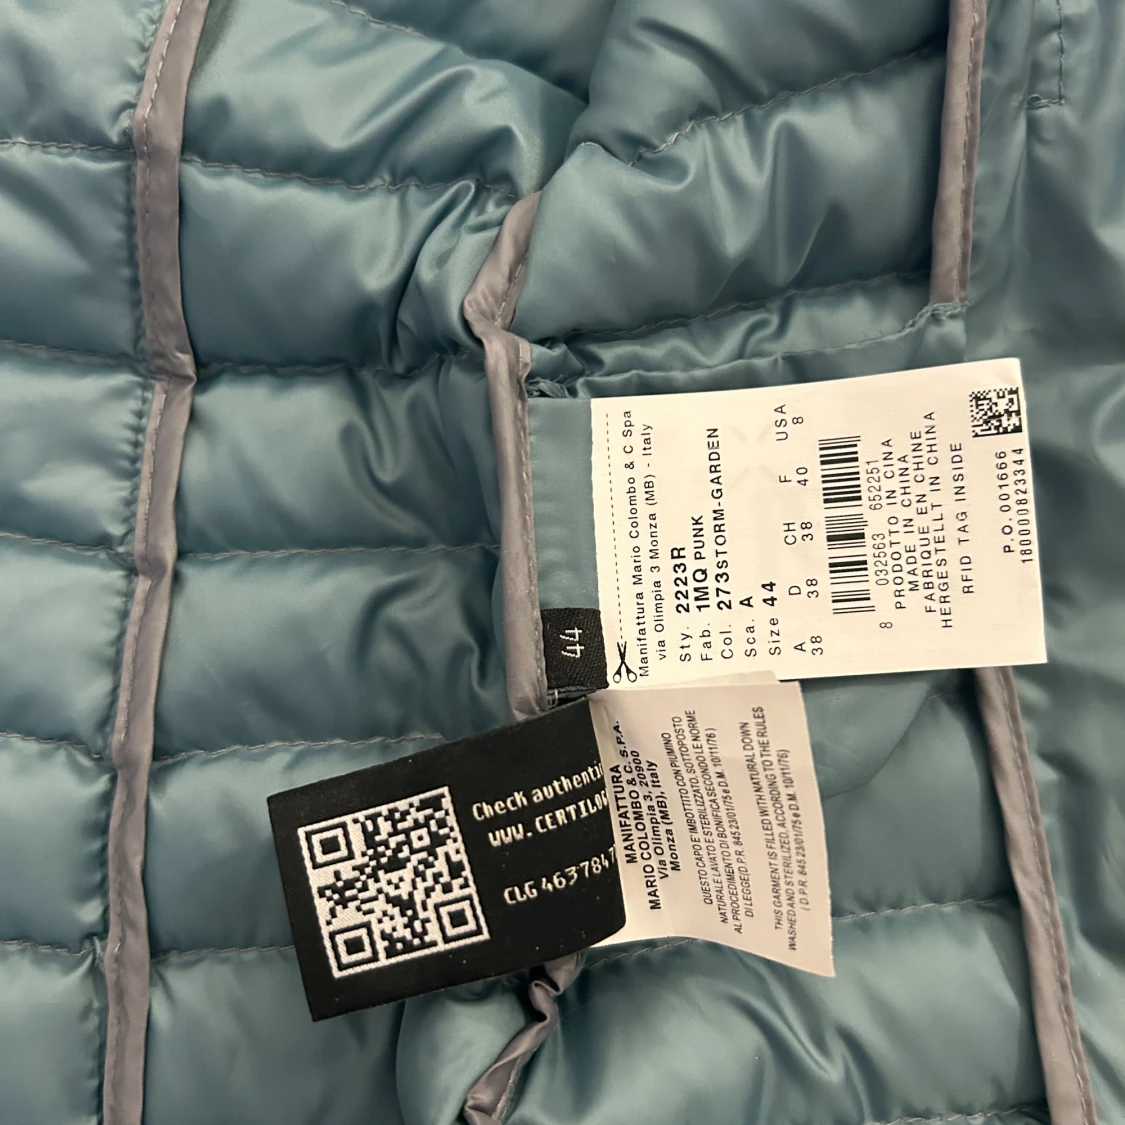 Manifattura Mario Colombo & C Spa
via Olimpia 3 Monza (MB) - Italy
Sty. 2223R
Fab. 1MQ PUNK
Col. 273STORM-GARDEN
Sca. A
Size 44
A D CH F USA
38 38 38 40 8
8 032563 652251
PRODOTTO IN CINA
MADE IN CHINA
FABRIQUE EN CHINE
HERGESTELLT IN CHINA
RFID TAG INSIDE
P.O. 001666
180000823344
44
Check authenti
WWW.CERTILOG
CLG 4637847
MANIFATTURA
MARIO COLOMBO & C. S.P.A.
Via Olimpia 3, 20900
Monza (MB), Italy
QUESTO CAPO E' IMBOTTITO CON PIUMINO
NATURALE LAVATO E STERILIZZATO, SOTTOPOSTO
AL PROCEDIMENTO DI BONIFICA SECONDO LE NORME
DI LEGGE (D.P.R. 845 23/01/75 e D.M. 10/11/76)
THIS GARMENT IS FILLED WITH NATURAL DOWN
WASHED AND STERILIZED, ACCORDING TO THE RULES
(D.P.R. 845 23/01/75 e D.M. 10/11/76)